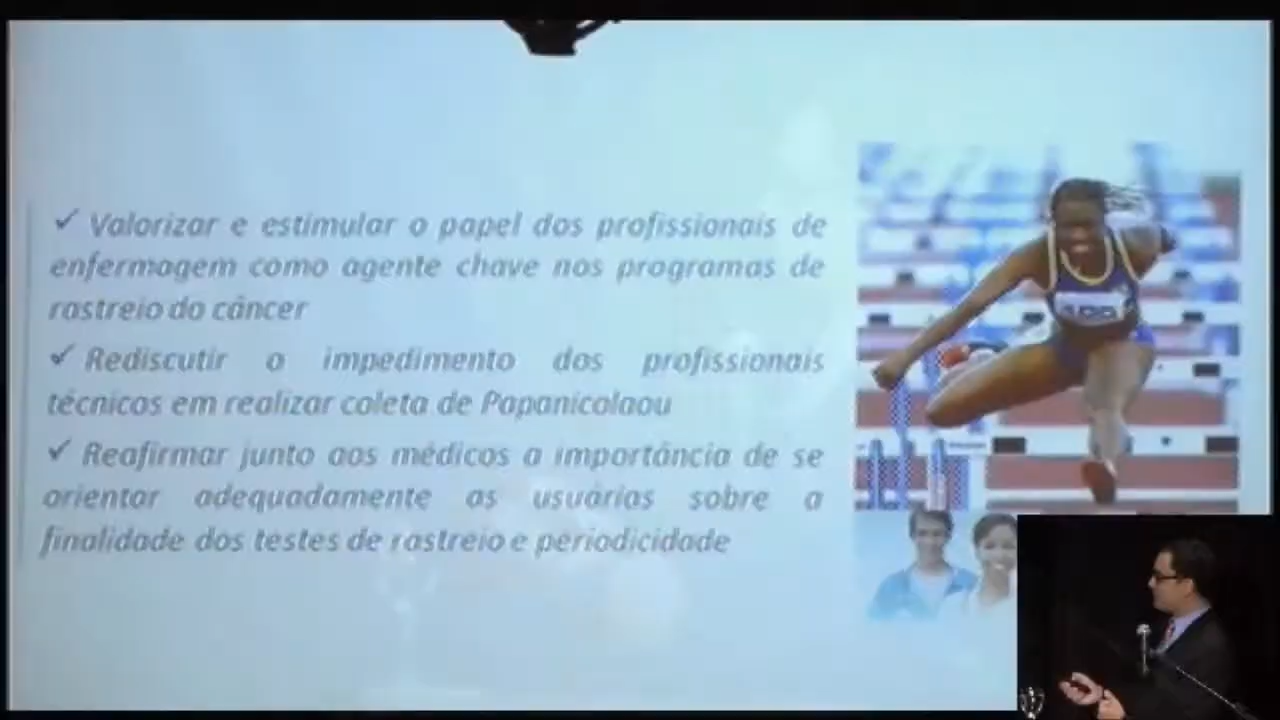 ✓ Valorizar e estimular o papel dos profissionais de
enfermagem como agente chave nos programas de
rastreio do câncer
✓ Rediscutir o impedimento dos profissionais
técnicos em realizar coleta de Papanicolaou
✓ Reafirmar junto aos médicos a importância de se
orientar adequadamente as usuárias sobre a
finalidade dos testes de rastreio e periodicidade